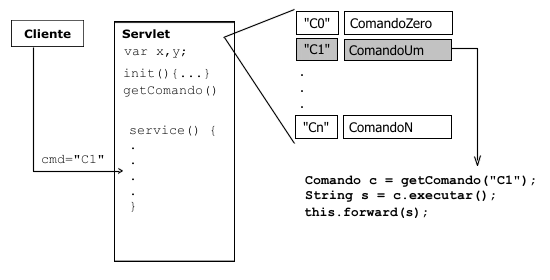 Cliente
Servlet
var x,y;
init(){...}
getComando()
service() {
.
.
.
.
}
cmd="C1"
"C0" ComandoZero
"C1" ComandoUm
.
.
.
"Cn" ComandoN
Comando c = getComando("C1");
String s = c.executar();
this.forward(s);